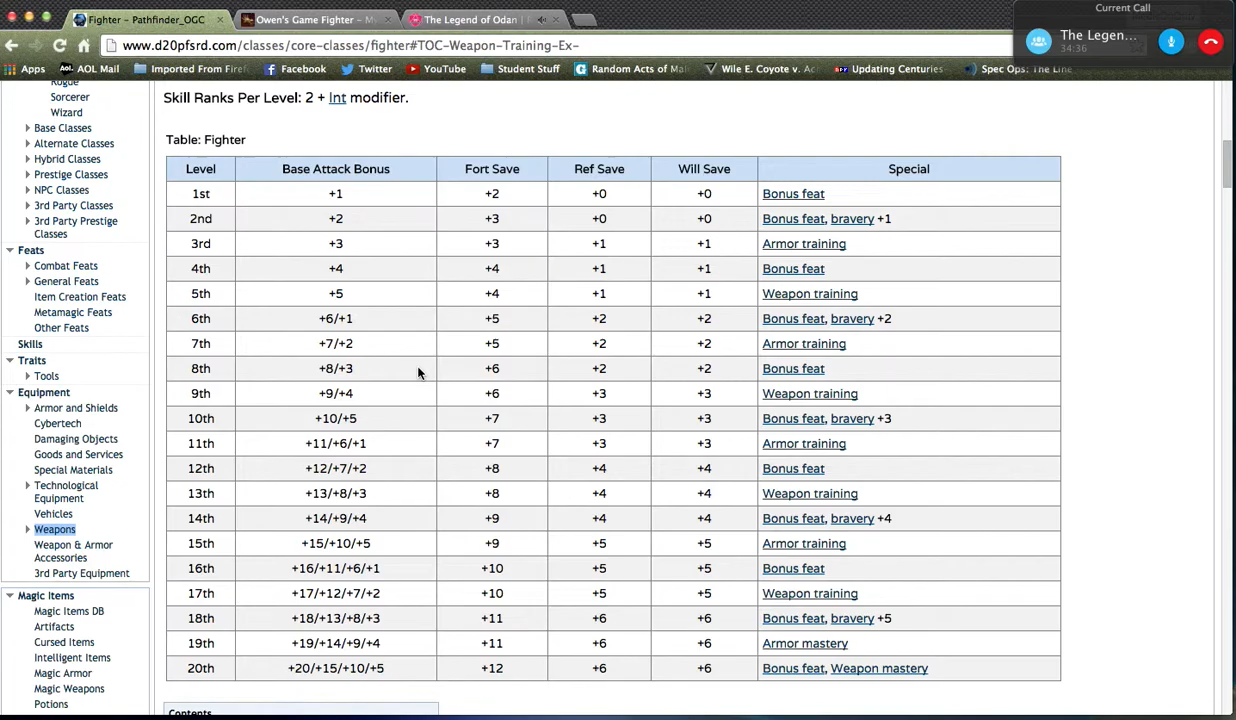 Current Call
Fighter – Pathfinder_OGC
Owen's Game Fighter –
The Legend of Odan |
The Legen...
34:36
www.d20pfsrd.com/classes/core-classes/fighter#TOC-Weapon-Training-Ex-
Apps AOL Mail Imported From Firef Facebook Twitter YouTube Student Stuff Random Acts of Ma Wile E. Coyote v. A Updating Centuries Spec Ops: The Line
Rogue
Sorcerer
Wizard
Base Classes
Alternate Classes
Hybrid Classes
Prestige Classes
NPC Classes
3rd Party Classes
3rd Party Prestige
Classes
Feats
Combat Feats
General Feats
Item Creation Feats
Metamagic Feats
Other Feats
Skills
Traits
Tools
Equipment
Armor and Shields
Cybertech
Damaging Objects
Goods and Services
Special Materials
Technological
Equipment
Vehicles
Weapons
Weapon & Armor
Accessories
3rd Party Equipment
Magic Items
Magic Items DB
Artifacts
Cursed Items
Intelligent Items
Magic Armor
Magic Weapons
Potions
Skill Ranks Per Level: 2 + Int modifier.
Table: Fighter
Level Base Attack Bonus Fort Save Ref Save Will Save Special
1st +1 +2 +0 +0 Bonus feat
2nd +2 +3 +0 +0 Bonus feat, bravery +1
3rd +3 +3 +1 +1 Armor training
4th +4 +4 +1 +1 Bonus feat
5th +5 +4 +1 +1 Weapon training
6th +6/+1 +5 +2 +2 Bonus feat, bravery +2
7th +7/+2 +5 +2 +2 Armor training
8th +8/+3 +6 +2 +2 Bonus feat
9th +9/+4 +6 +3 +3 Weapon training
10th +10/+5 +7 +3 +3 Bonus feat, bravery +3
11th +11/+6/+1 +7 +3 +3 Armor training
12th +12/+7/+2 +8 +4 +4 Bonus feat
13th +13/+8/+3 +8 +4 +4 Weapon training
14th +14/+9/+4 +9 +4 +4 Bonus feat, bravery +4
15th +15/+10/+5 +9 +5 +5 Armor training
16th +16/+11/+6/+1 +10 +5 +5 Bonus feat
17th +17/+12/+7/+2 +10 +5 +5 Weapon training
18th +18/+13/+8/+3 +11 +6 +6 Bonus feat, bravery +5
19th +19/+14/+9/+4 +11 +6 +6 Armor mastery
20th +20/+15/+10/+5 +12 +6 +6 Bonus feat, Weapon mastery
Contents